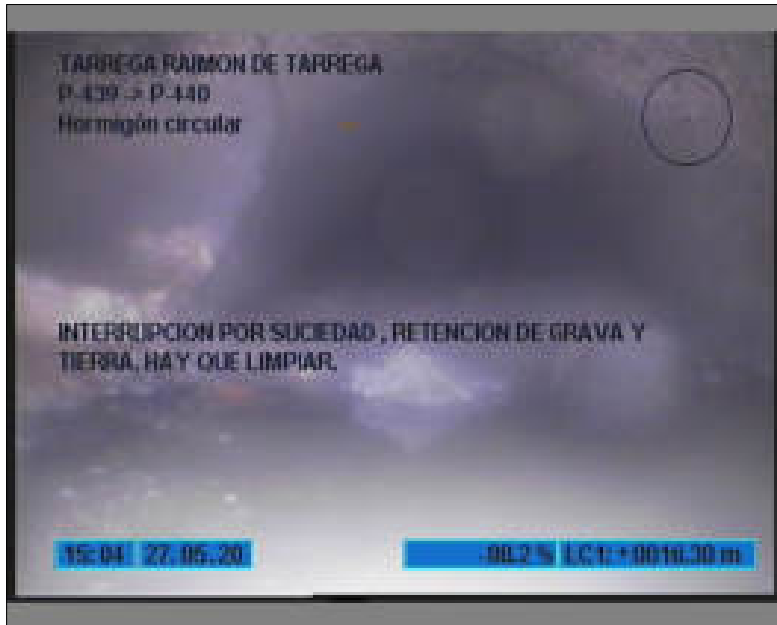 TARREGA RAIMON DE TARREGA
P-439 -> P-440
Hormigón circular
INTERRUPCION POR SUCIEDAD , RETENCION DE GRAVA Y
TIERRA, HAY QUE LIMPIAR.
15:04 27.05.20 -00.2 % LC1: +0016.30 m